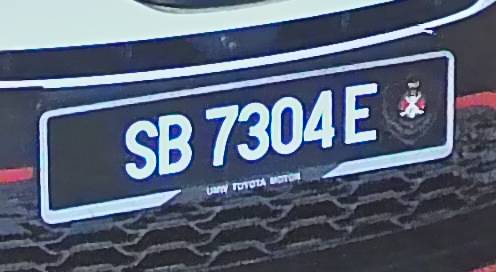 SB 7304 E
UMW TOYOTA MOTOR